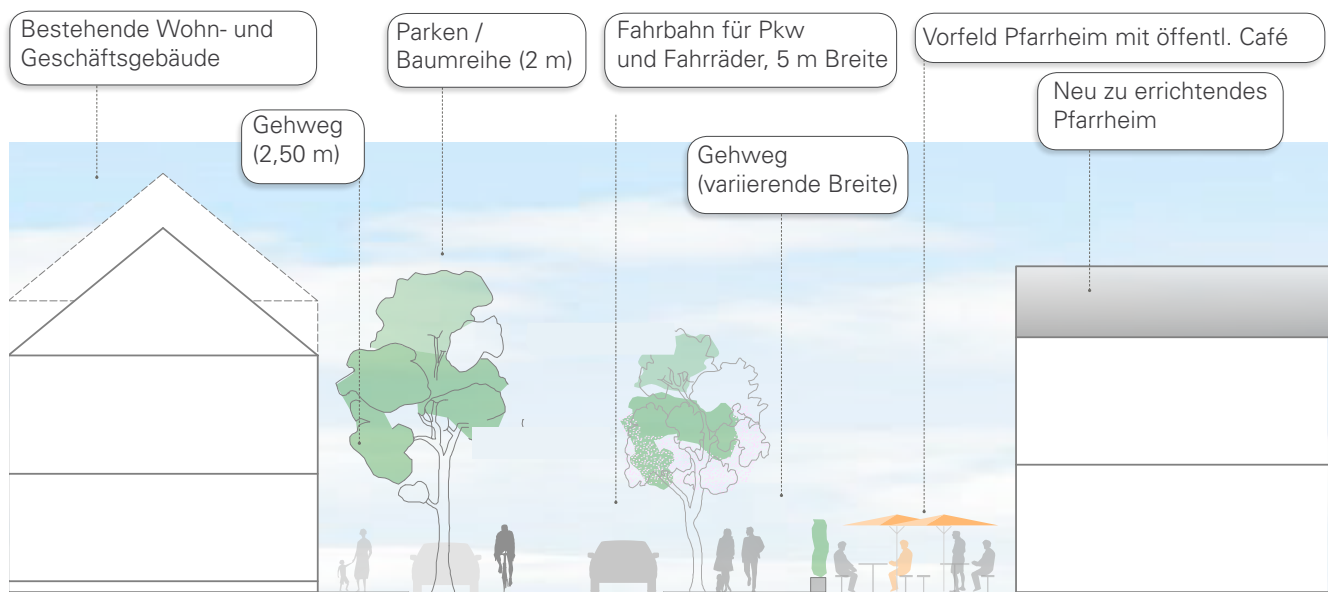 Bestehende Wohn- und
Geschäftsgebäude
Parken /
Baumreihe (2 m)
Fahrbahn für Pkw
und Fahrräder, 5 m Breite
Vorfeld Pfarrheim mit öffentl. Café
Neu zu errichtendes
Pfarrheim
Gehweg
(2,50 m)
Gehweg
(variierende Breite)